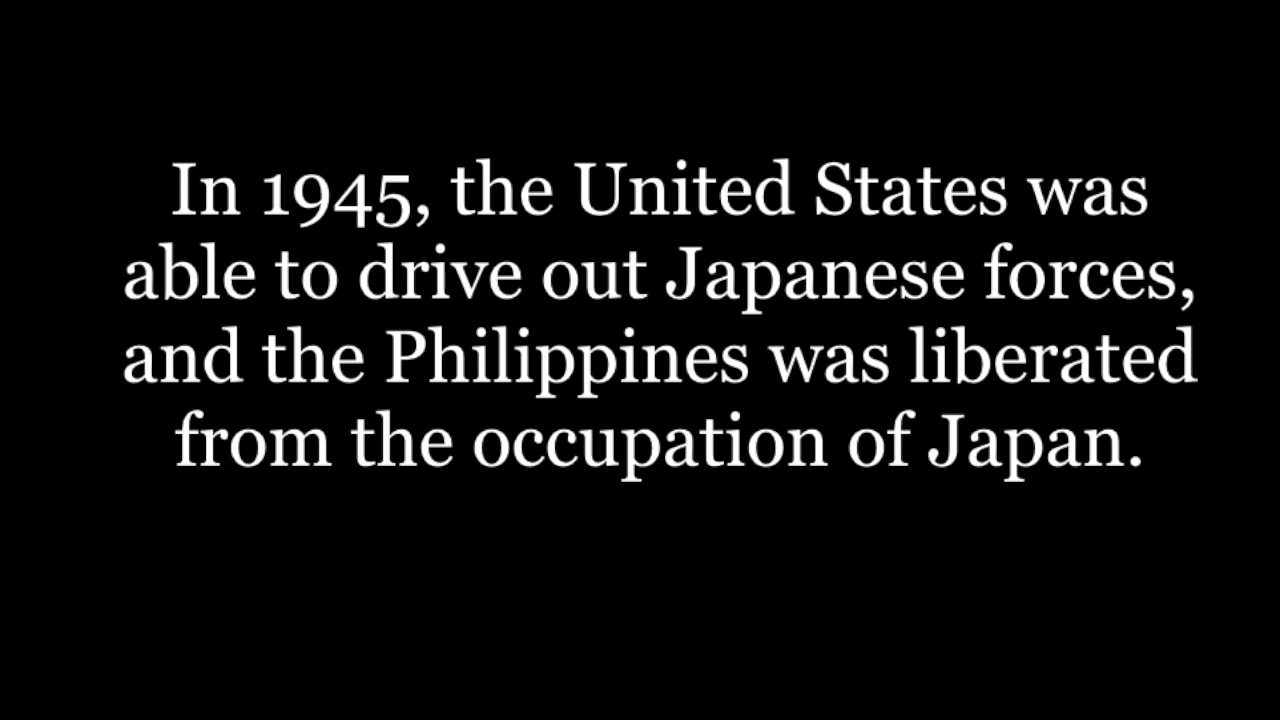 In 1945, the United States was
able to drive out Japanese forces,
and the Philippines was liberated
from the occupation of Japan.